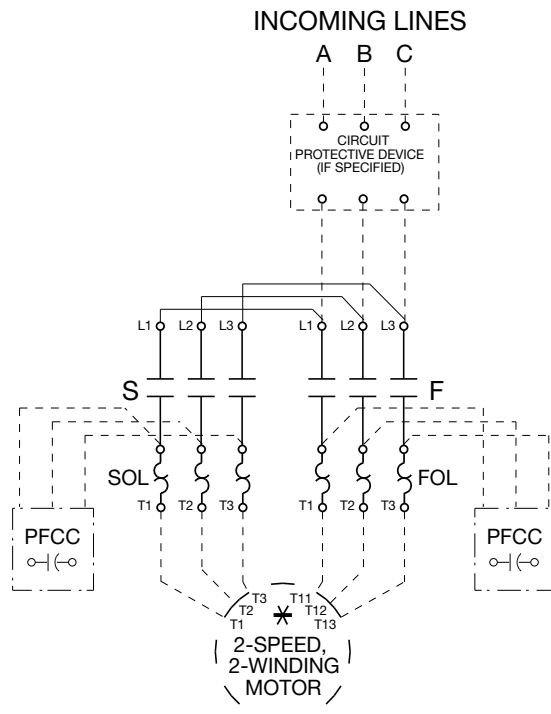 INCOMING LINES
A B C
CIRCUIT
PROTECTIVE DEVICE
(IF SPECIFIED)
L1 L2 L3 L1 L2 L3
S F
SOL FOL
T1 T2 T3 T1 T2 T3
PFCC PFCC
T3 T11
T2 T12
T1 T13
2-SPEED,
2-WINDING
MOTOR